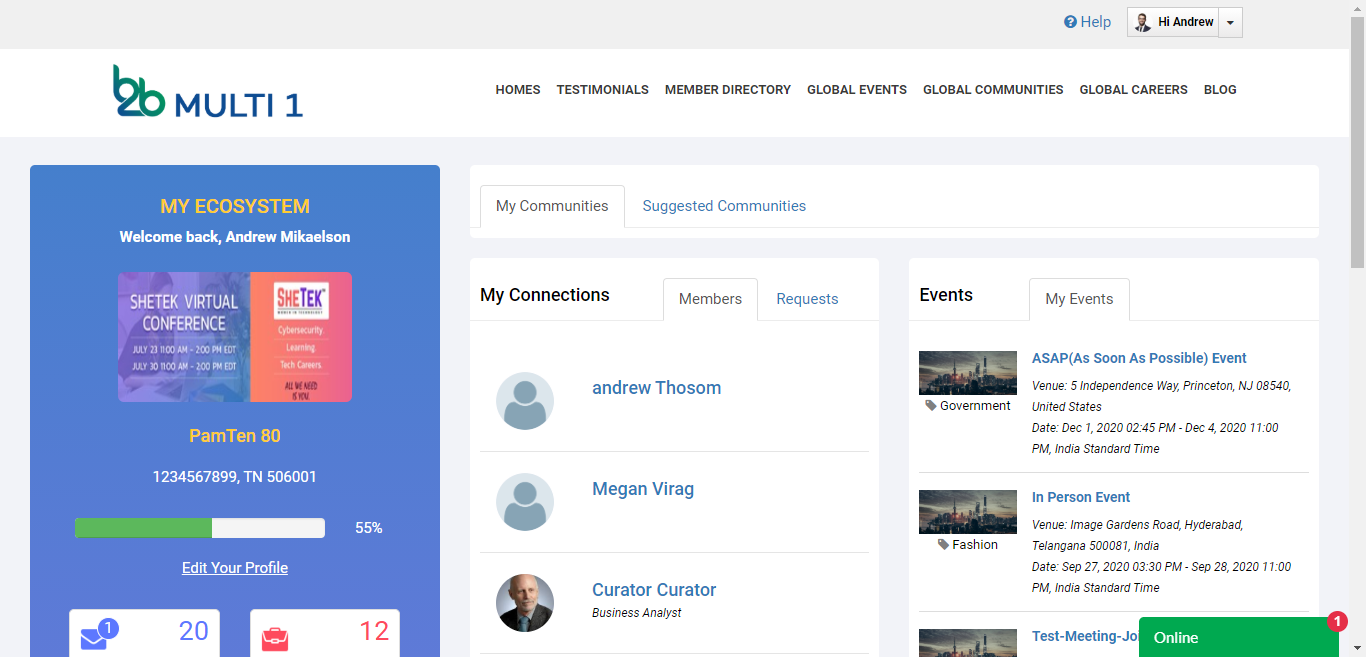 Help
Hi Andrew
b2b MULTI 1
HOMES TESTIMONIALS MEMBER DIRECTORY GLOBAL EVENTS GLOBAL COMMUNITIES GLOBAL CAREERS BLOG
MY ECOSYSTEM
Welcome back, Andrew Mikaelson
SHETEK VIRTUAL
CONFERENCE
JULY 23 11:00 AM - 2:00 PM EDT
JULY 30 11:00 AM - 2:00 PM EDT
SHETEK
WOMEN IN TECHNOLOGY
Cybersecurity
Learning
Tech Careers
ALL WE NEED
IS YOU
PamTen 80
1234567899, TN 506001
55%
Edit Your Profile
1
20
12
My Communities
Suggested Communities
My Connections
Members
Requests
andrew Thosom
Megan Virag
Curator Curator
Business Analyst
Events
My Events
ASAP(As Soon As Possible) Event
Venue: 5 Independence Way, Princeton, NJ 08540,
United States
Date: Dec 1, 2020 02:45 PM - Dec 4, 2020 11:00
PM, India Standard Time
Government
In Person Event
Venue: Image Gardens Road, Hyderabad,
Telangana 500081, India
Date: Sep 27, 2020 03:30 PM - Sep 28, 2020 11:00
PM, India Standard Time
Fashion
Test-Meeting-Joi
Online
1